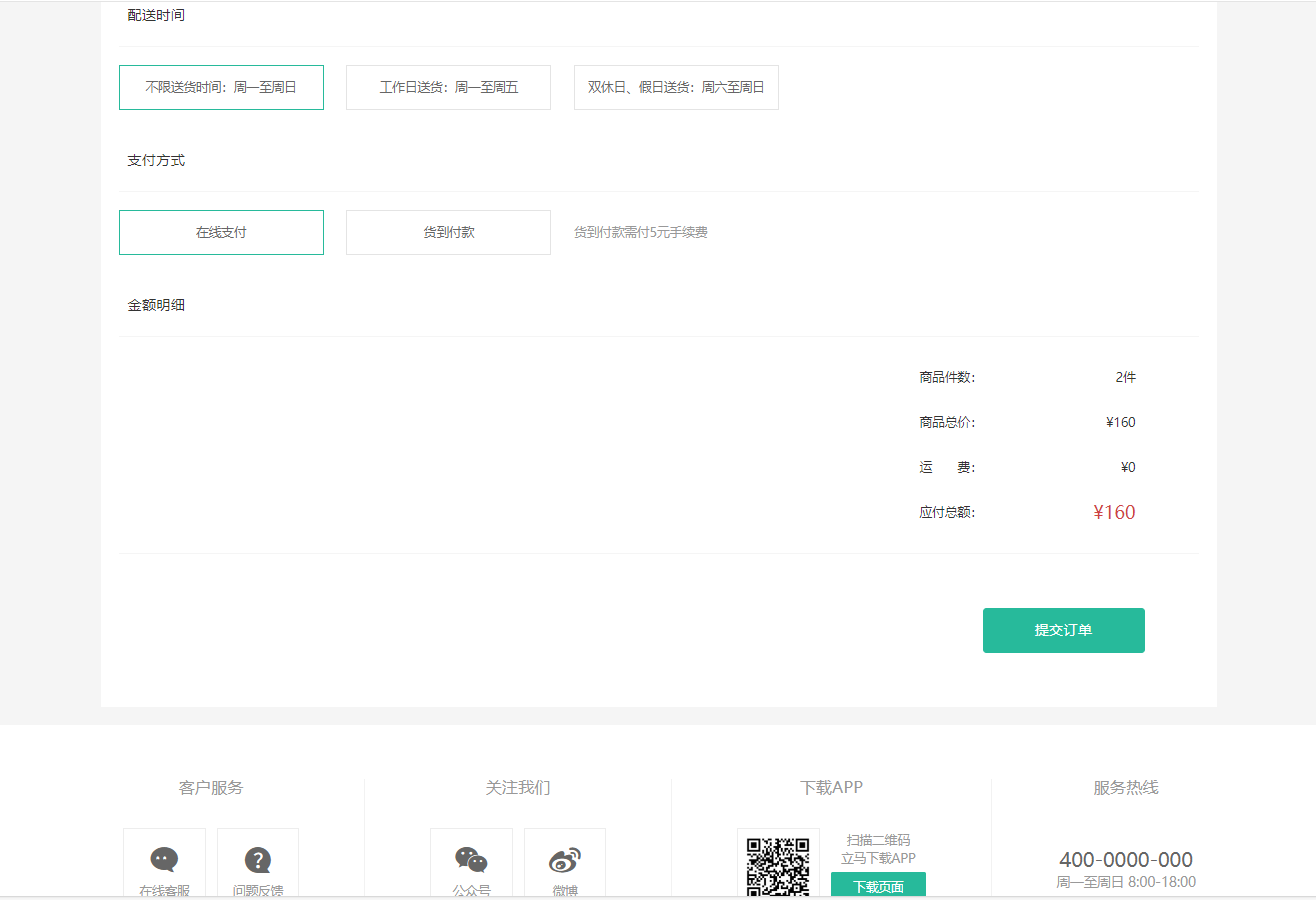 配送时间
不限送货时间：周一至周日
工作日送货：周一至周五
双休日、假日送货：周六至周日
支付方式
在线支付
货到付款
货到付款需付5元手续费
金额明细
商品件数： 2件
商品总价： ¥160
运 费： ¥0
应付总额： ¥160
提交订单
客户服务
关注我们
下载APP
服务热线
在线客服
问题反馈
公众号
微博
扫描二维码
立马下载APP
下载页面
400-0000-000
周一至周日 8:00-18:00